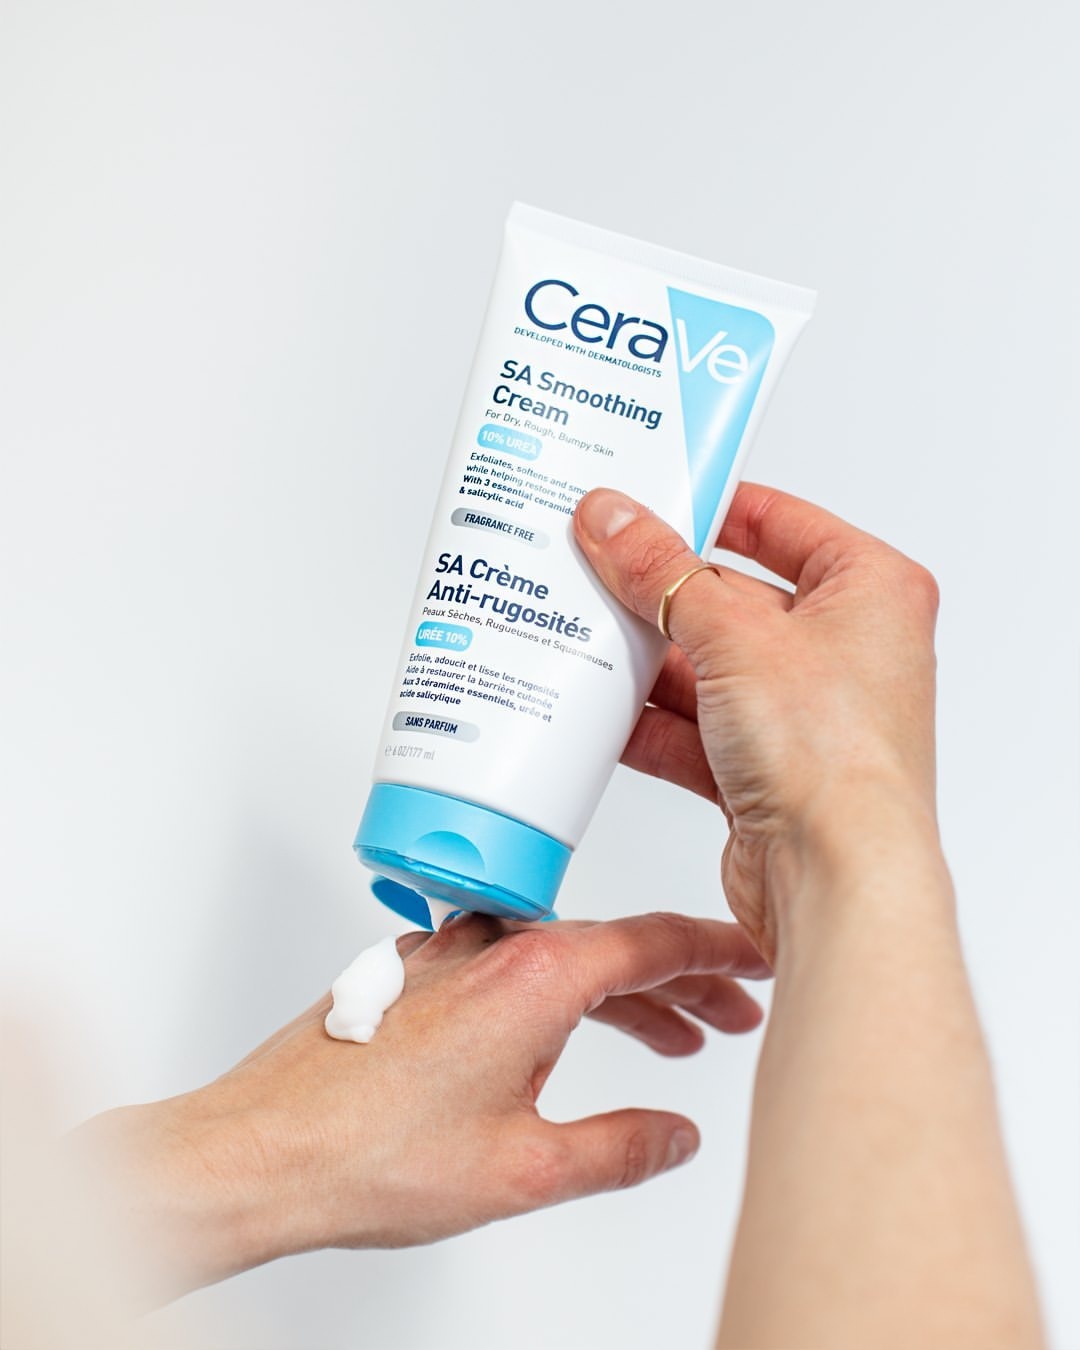 CeraVe
DEVELOPED WITH DERMATOLOGISTS
SA Smoothing
Cream
For Dry, Rough, Bumpy Skin
10% UREA
Exfoliates, softens and smo
while helping restore the s
With 3 essential ceramide
& salicylic acid
FRAGRANCE FREE
SA Crème
Anti-rugosités
Peaux Sèches, Rugueuses et Squameuses
URÉE 10%
Exfolie, adoucit et lisse les rugosités
Aide à restaurer la barrière cutanée
Aux 3 céramides essentiels, urée et
acide salicylique
SANS PARFUM
℮ 6 OZ/177 ml